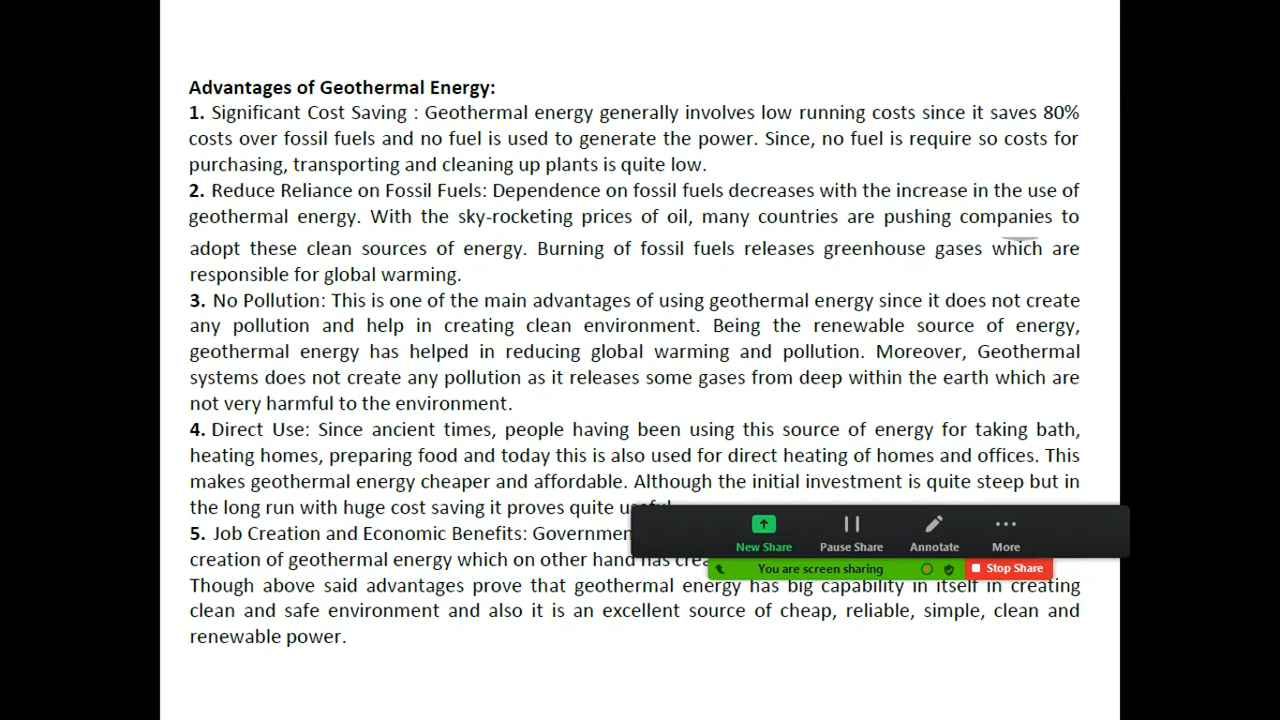 Advantages of Geothermal Energy:
1. Significant Cost Saving : Geothermal energy generally involves low running costs since it saves 80%
costs over fossil fuels and no fuel is used to generate the power. Since, no fuel is require so costs for
purchasing, transporting and cleaning up plants is quite low.
2. Reduce Reliance on Fossil Fuels: Dependence on fossil fuels decreases with the increase in the use of
geothermal energy. With the sky-rocketing prices of oil, many countries are pushing companies to
adopt these clean sources of energy. Burning of fossil fuels releases greenhouse gases which are
responsible for global warming.
3. No Pollution: This is one of the main advantages of using geothermal energy since it does not create
any pollution and help in creating clean environment. Being the renewable source of energy,
geothermal energy has helped in reducing global warming and pollution. Moreover, Geothermal
systems does not create any pollution as it releases some gases from deep within the earth which are
not very harmful to the environment.
4. Direct Use: Since ancient times, people having been using this source of energy for taking bath,
heating homes, preparing food and today this is also used for direct heating of homes and offices. This
makes geothermal energy cheaper and affordable. Although the initial investment is quite steep but in
the long run with huge cost saving it proves quite
5. Job Creation and Economic Benefits:
creation of geothermal energy which on other hand has
Though above said advantages prove that geothermal energy has big capability in itself in creating
clean and safe environment and also it is an excellent source of cheap, reliable, simple, clean and
renewable power.
New Share Pause Share Annotate More
You are screen sharing Stop Share